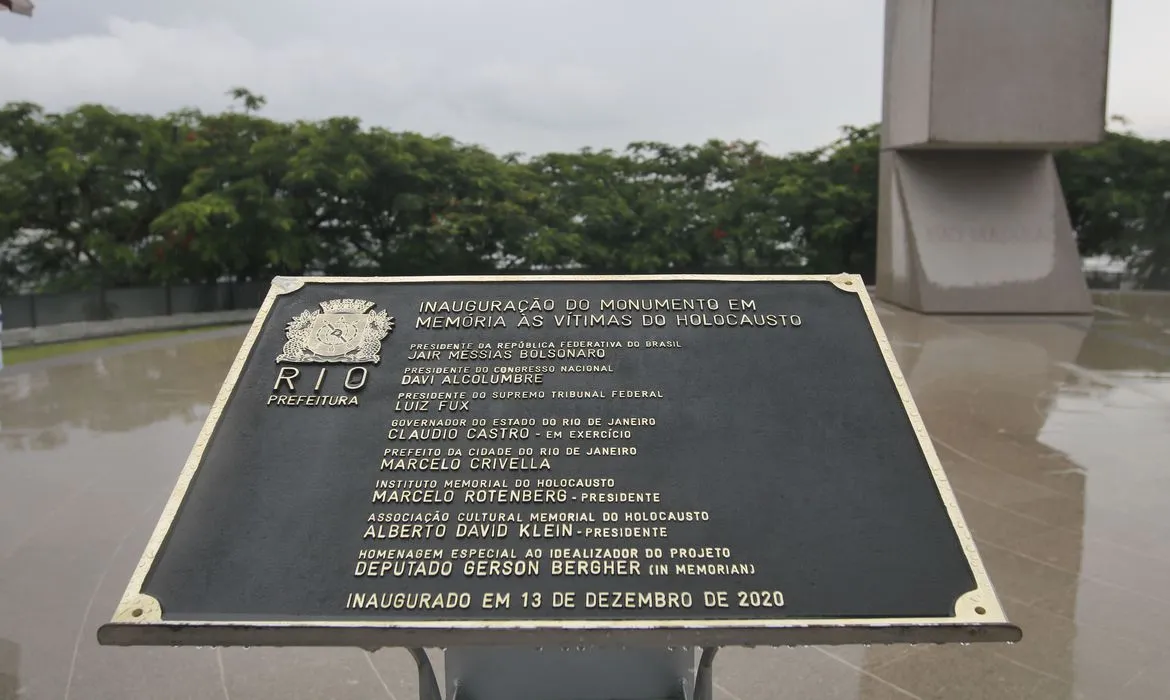 INAUGURAÇÃO DO MONUMENTO EM
MEMÓRIA ÀS VÍTIMAS DO HOLOCAUSTO
RIO
PREFEITURA
PRESIDENTE DA REPÚBLICA FEDERATIVA DO BRASIL
JAIR MESSIAS BOLSONARO
PRESIDENTE DO CONGRESSO NACIONAL
DAVI ALCOLUMBRE
PRESIDENTE DO SUPREMO TRIBUNAL FEDERAL
LUIZ FUX
GOVERNADOR DO ESTADO DO RIO DE JANEIRO
CLAUDIO CASTRO - EM EXERCÍCIO
PREFEITO DA CIDADE DO RIO DE JANEIRO
MARCELO CRIVELLA
INSTITUTO MEMORIAL DO HOLOCAUSTO
MARCELO ROTENBERG - PRESIDENTE
ASSOCIAÇÃO CULTURAL MEMORIAL DO HOLOCAUSTO
ALBERTO DAVID KLEIN - PRESIDENTE
HOMENAGEM ESPECIAL AO IDEALIZADOR DO PROJETO
DEPUTADO GERSON BERGHER (IN MEMORIAN)
INAUGURADO EM 13 DE DEZEMBRO DE 2020